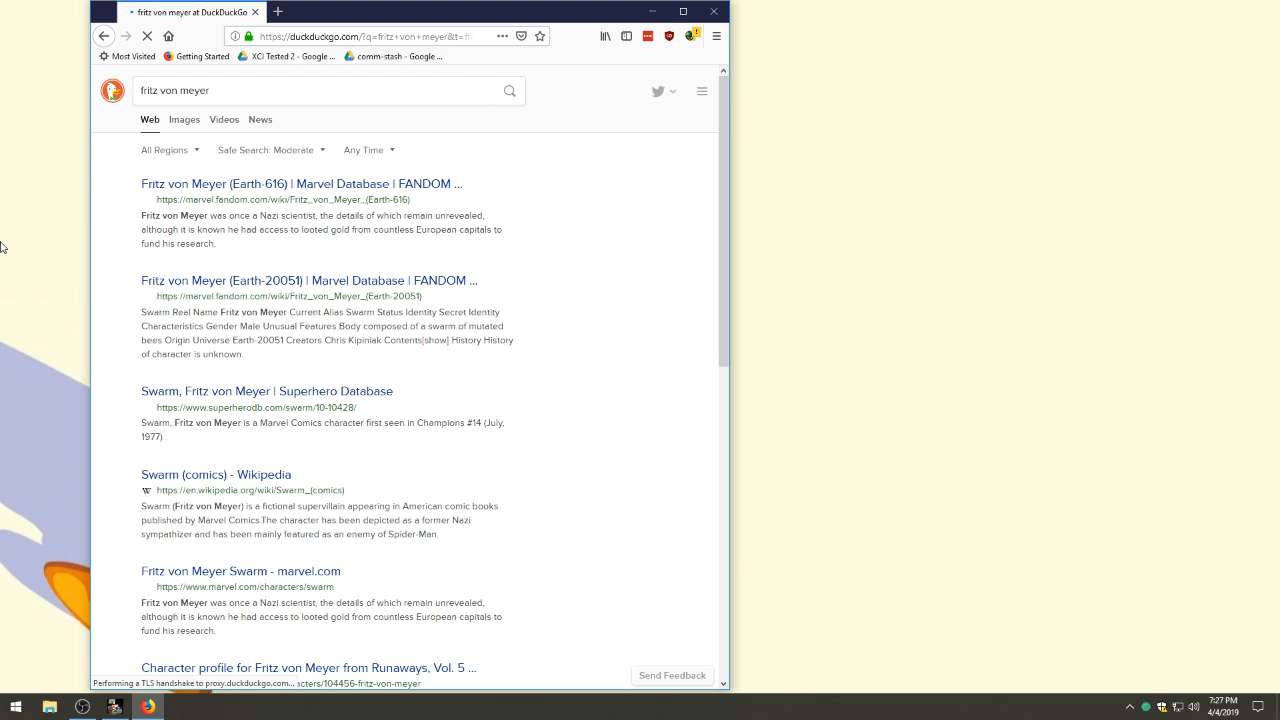 fritz von meyer at DuckDuckGo
https://duckduckgo.com/?q=fritz+von+meyer&t=ff
Most Visited
Getting Started
XCI Tested 2 - Google ...
comm-stash - Google ...
fritz von meyer
Web Images Videos News
All Regions Safe Search: Moderate Any Time
Fritz von Meyer (Earth-616) | Marvel Database | FANDOM ...
https://marvel.fandom.com/wiki/Fritz_von_Meyer_(Earth-616)
Fritz von Meyer was once a Nazi scientist, the details of which remain unrevealed,
although it is known he had access to looted gold from countless European capitals to
fund his research.
Fritz von Meyer (Earth-20051) | Marvel Database | FANDOM ...
https://marvel.fandom.com/wiki/Fritz_von_Meyer_(Earth-20051)
Swarm Real Name Fritz von Meyer Current Alias Swarm Status Identity Secret Identity
Characteristics Gender Male Unusual Features Body composed of a swarm of mutated
bees Origin Universe Earth-20051 Creators Chris Kipiniak Contents[show] History History
of character is unknown.
Swarm, Fritz von Meyer | Superhero Database
https://www.superherodb.com/swarm/10-10428/
Swarm, Fritz von Meyer is a Marvel Comics character first seen in Champions #14 (July,
1977)
Swarm (comics) - Wikipedia
W https://en.wikipedia.org/wiki/Swarm_(comics)
Swarm (Fritz von Meyer) is a fictional supervillain appearing in American comic books
published by Marvel Comics.The character has been depicted as a former Nazi
sympathizer and has been mainly featured as an enemy of Spider-Man.
Fritz von Meyer Swarm - marvel.com
https://www.marvel.com/characters/swarm
Fritz von Meyer was once a Nazi scientist, the details of which remain unrevealed,
although it is known he had access to looted gold from countless European capitals to
fund his research.
Character profile for Fritz von Meyer from Runaways, Vol. 5 ...
Send Feedback
Performing a TLS handshake to proxy.duckduckgo.com... acters/104456-fritz-von-meyer
7:27 PM
4/4/2019